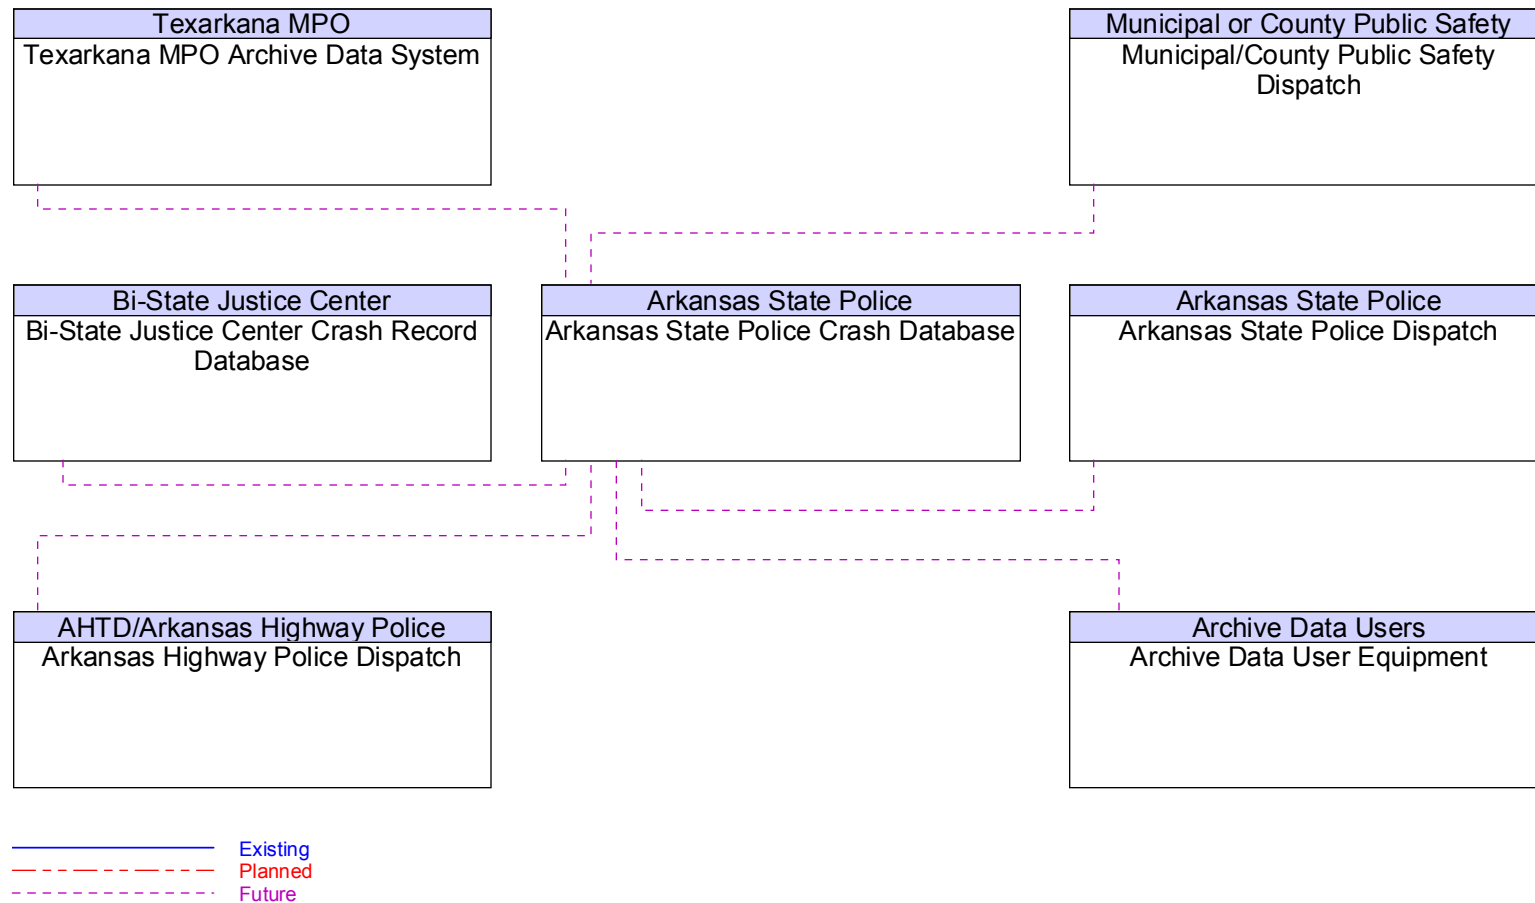 Texarkana MPO
Texarkana MPO Archive Data System
Municipal or County Public Safety
Municipal/County Public Safety
Dispatch
Bi-State Justice Center
Bi-State Justice Center Crash Record
Database
Arkansas State Police
Arkansas State Police Crash Database
Arkansas State Police
Arkansas State Police Dispatch
AHTD/Arkansas Highway Police
Arkansas Highway Police Dispatch
Archive Data Users
Archive Data User Equipment
Existing
Planned
Future